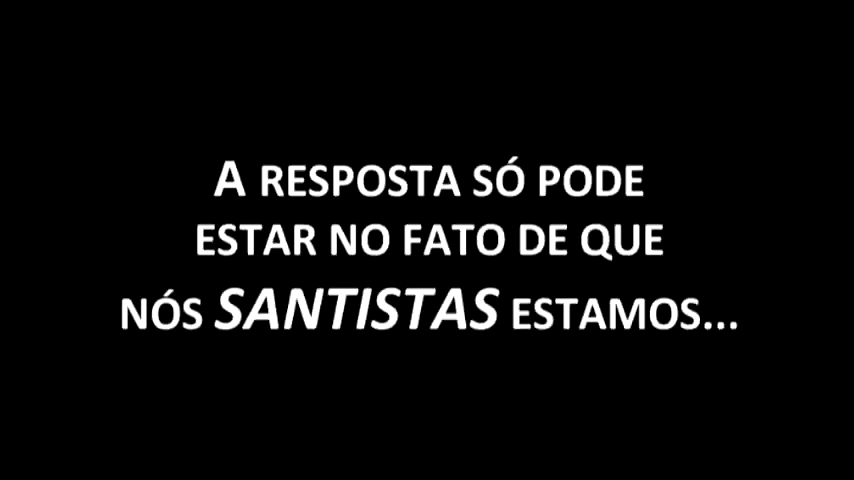 A RESPOSTA SÓ PODE
ESTAR NO FATO DE QUE
NÓS SANTISTAS ESTAMOS...